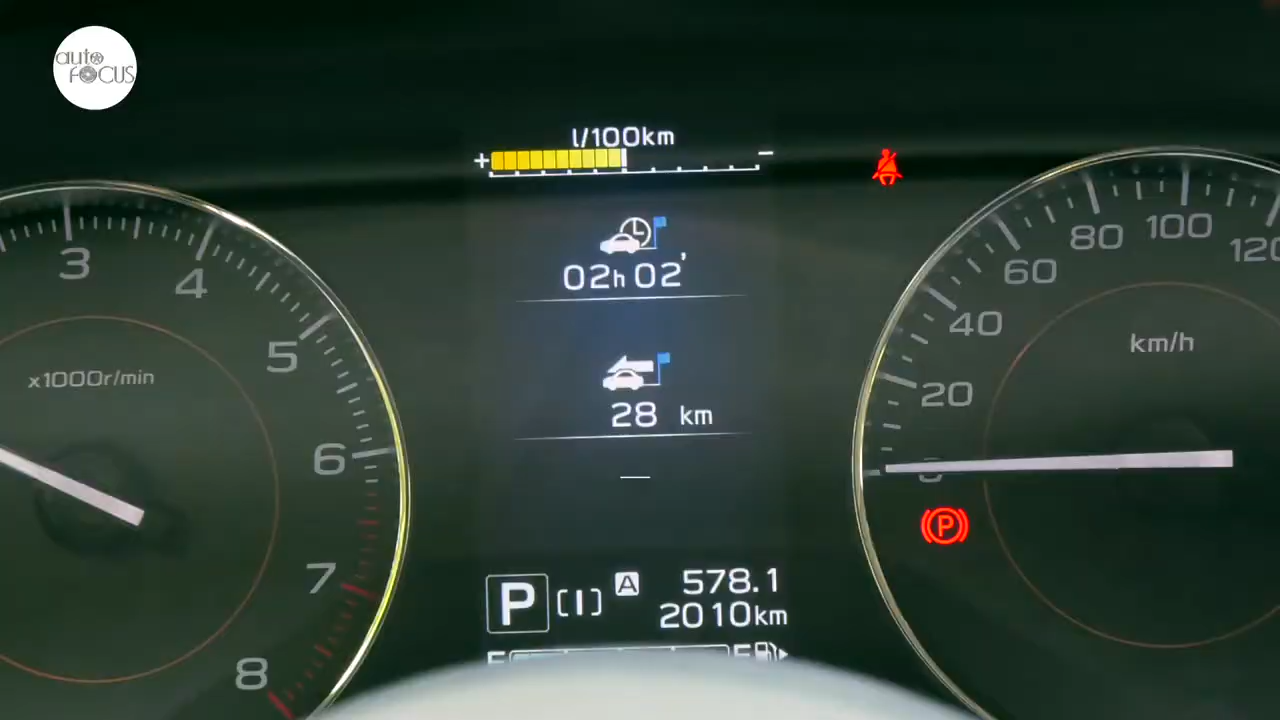 auto
FOCUS
l/100km
+ −
02h 02'
28 km
P [I] A 578.1
2010km
E F
3
4
5
6
7
8
x1000r/min
0
20
40
60
80
100
120
km/h
P